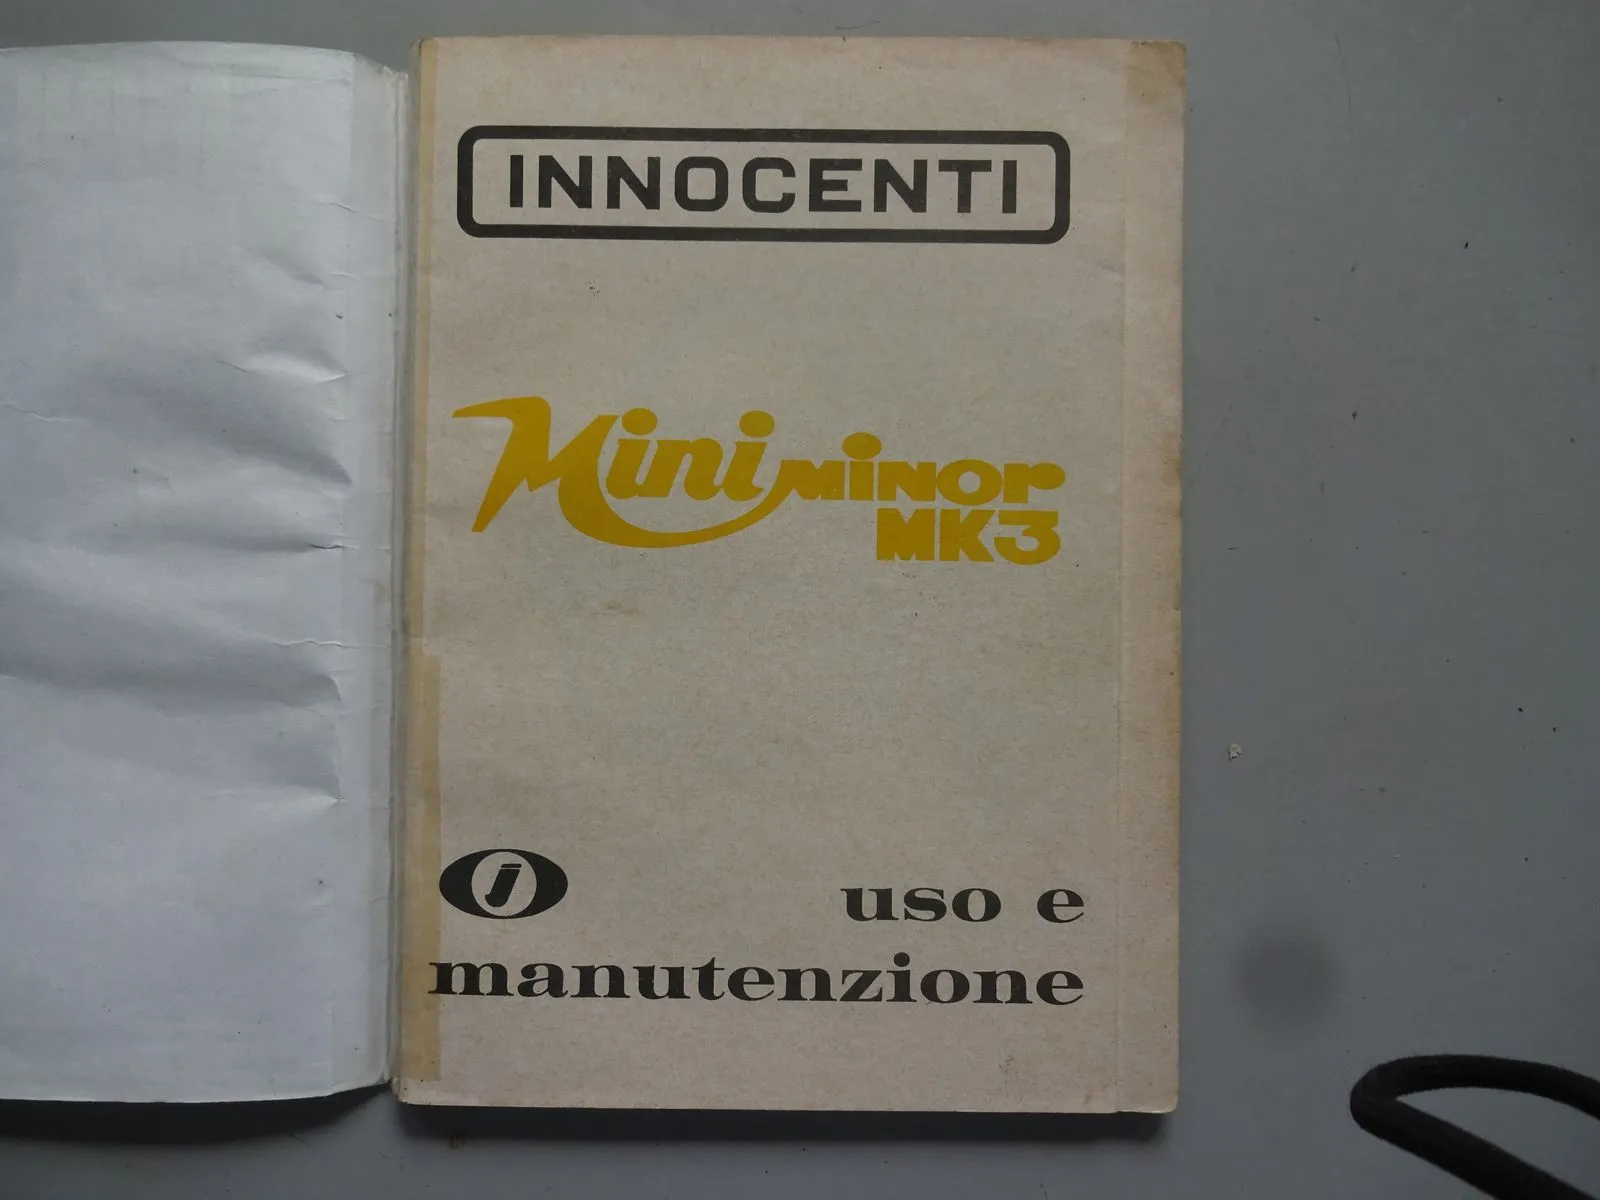 INNOCENTI
Mini minor
MK3
j uso e
manutenzione